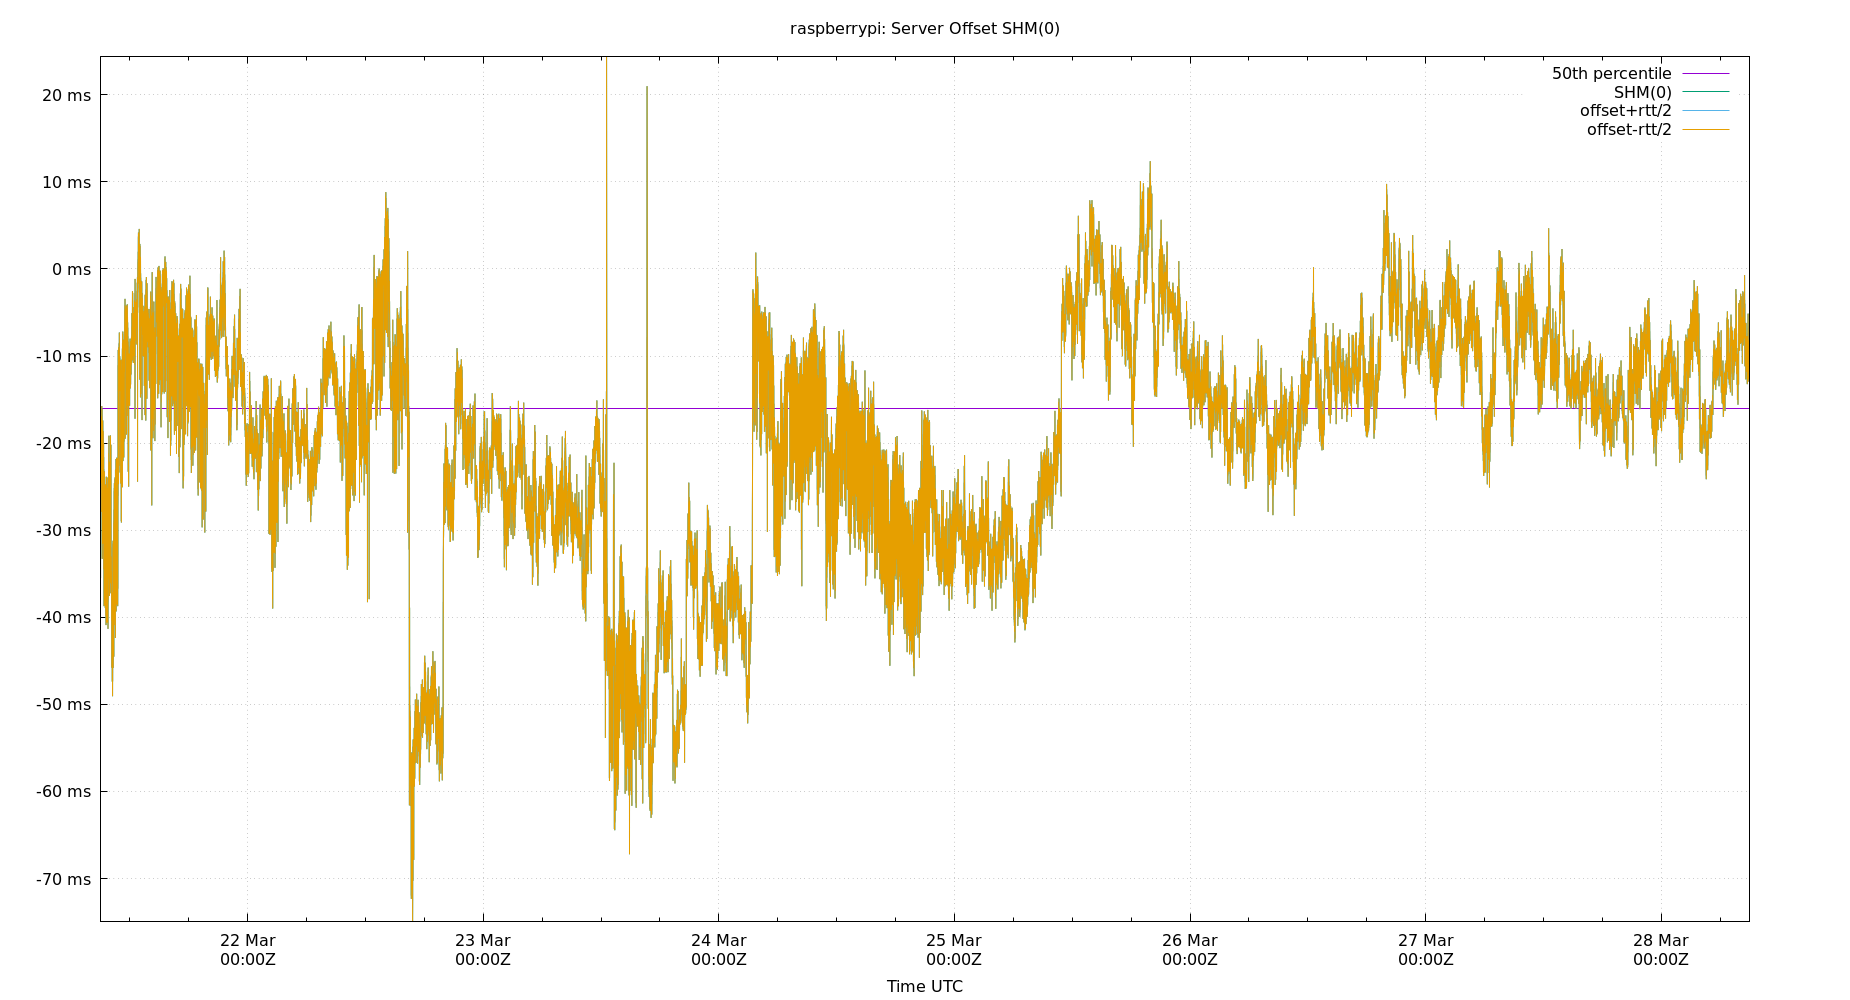 raspberrypi: Server Offset SHM(0)
50th percentile
SHM(0)
offset+rtt/2
offset-rtt/2
20 ms
10 ms
0 ms
-10 ms
-20 ms
-30 ms
-40 ms
-50 ms
-60 ms
-70 ms
22 Mar 23 Mar 24 Mar 25 Mar 26 Mar 27 Mar 28 Mar
00:00Z 00:00Z 00:00Z 00:00Z 00:00Z 00:00Z 00:00Z
Time UTC